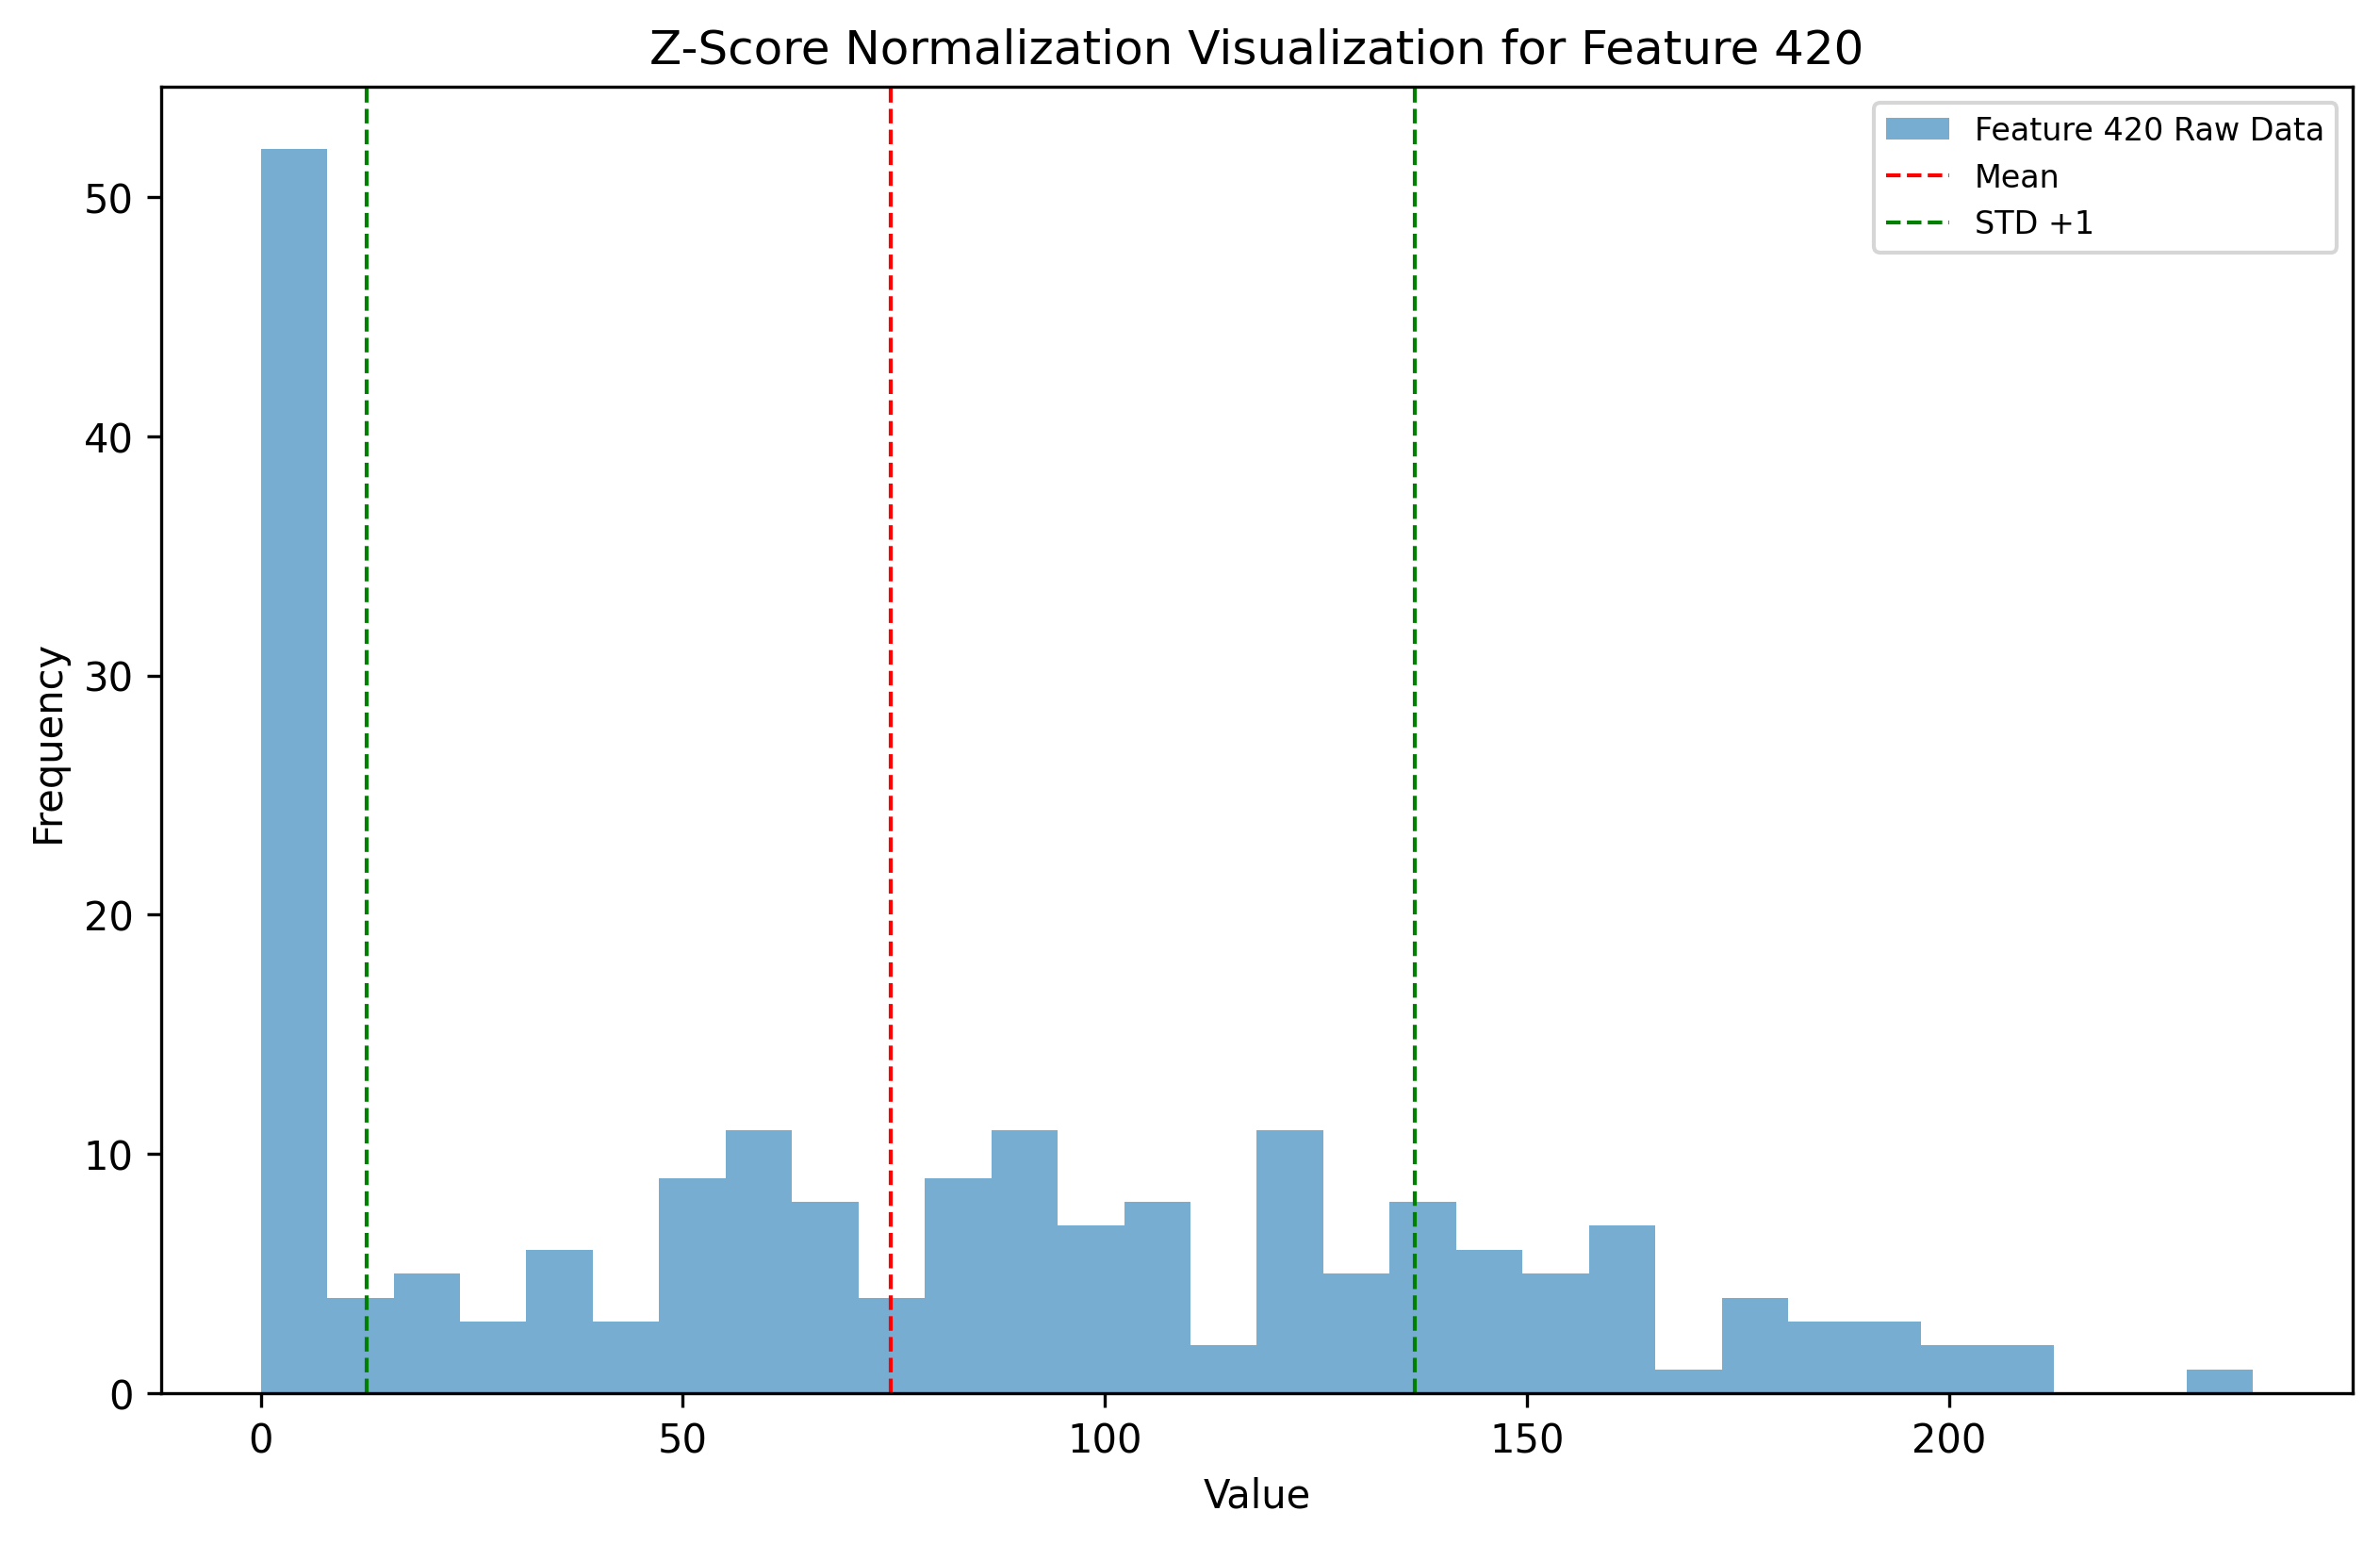 Z-Score Normalization Visualization for Feature 420
Feature 420 Raw Data
Mean
STD +1
Frequency
50
40
30
20
10
0
0 50 100 150 200
Value